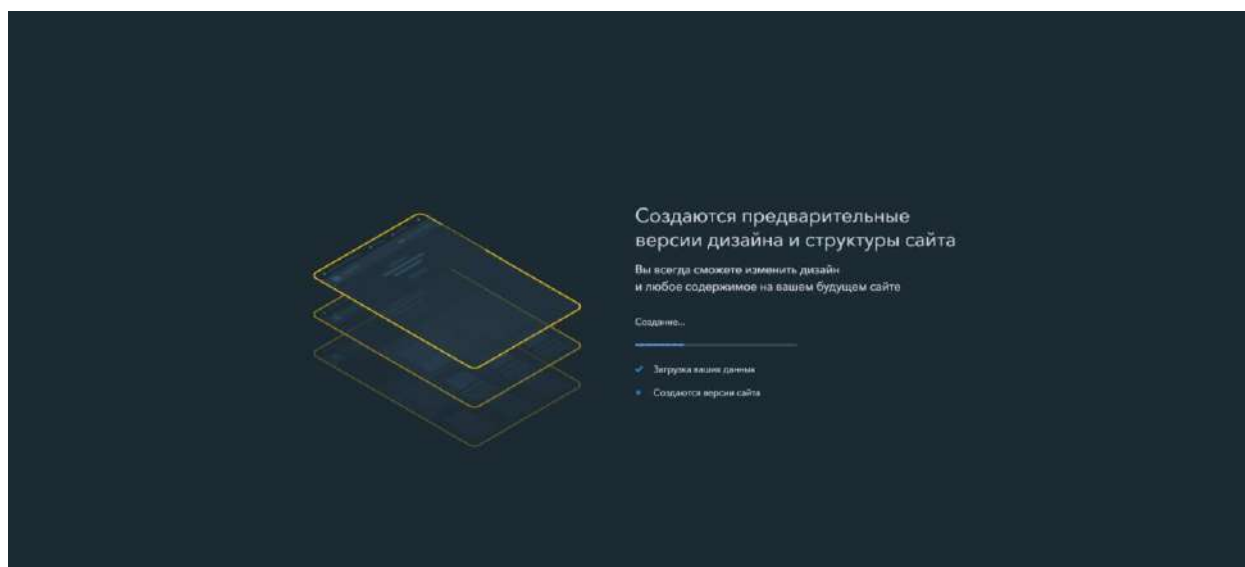 Создаются предварительные
версии дизайна и структуры сайта
Вы всегда сможете изменить дизайн
и любое содержимое на вашем будущем сайте
Создание...
Загрузка ваших данных
Создаются версии сайта